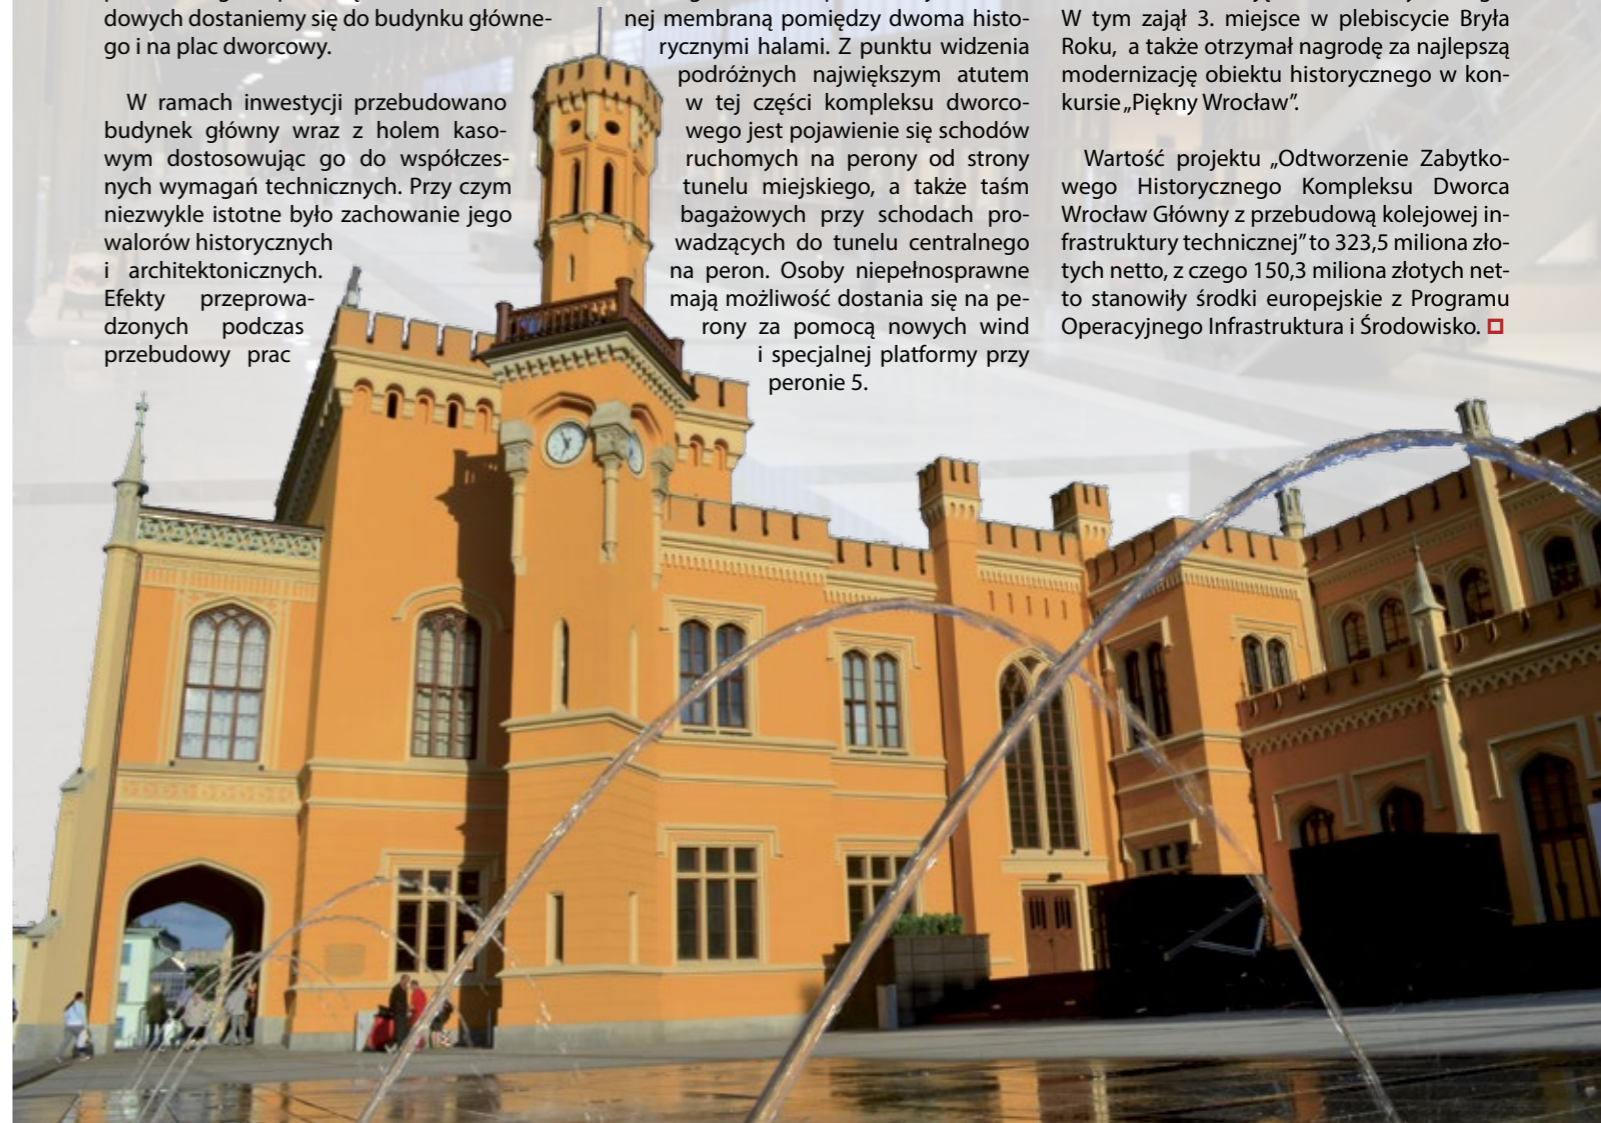 dowych dostaniemy się do budynku główne-
go i na plac dworcowy.
W ramach inwestycji przebudowano
budynek główny wraz z holem kaso-
wym dostosowując go do współczes-
nych wymagań technicznych. Przy czym
niezwykle istotne było zachowanie jego
walorów historycznych
i architektonicznych.
Efekty przeprowa-
dzonych podczas
przebudowy prac
nej membraną pomiędzy dwoma histo-
rycznymi halami. Z punktu widzenia
podróżnych największym atutem
w tej części kompleksu dworco-
wego jest pojawienie się schodów
ruchomych na perony od strony
tunelu miejskiego, a także taśm
bagażowych przy schodach pro-
wadzących do tunelu centralnego
na peron. Osoby niepełnosprawne
mają możliwość dostania się na pe-
rony za pomocą nowych wind
i specjalnej platformy przy
peronie 5.
W tym zajął 3. miejsce w plebiscycie Bryła
Roku, a także otrzymał nagrodę za najlepszą
modernizację obiektu historycznego w kon-
kursie „Piękny Wrocław”.
Wartość projektu „Odtworzenie Zabytko-
wego Historycznego Kompleksu Dworca
Wrocław Główny z przebudową kolejowej in-
frastruktury technicznej” to 323,5 miliona zło-
tych netto, z czego 150,3 miliona złotych net-
to stanowiły środki europejskie z Programu
Operacyjnego Infrastruktura i Środowisko.